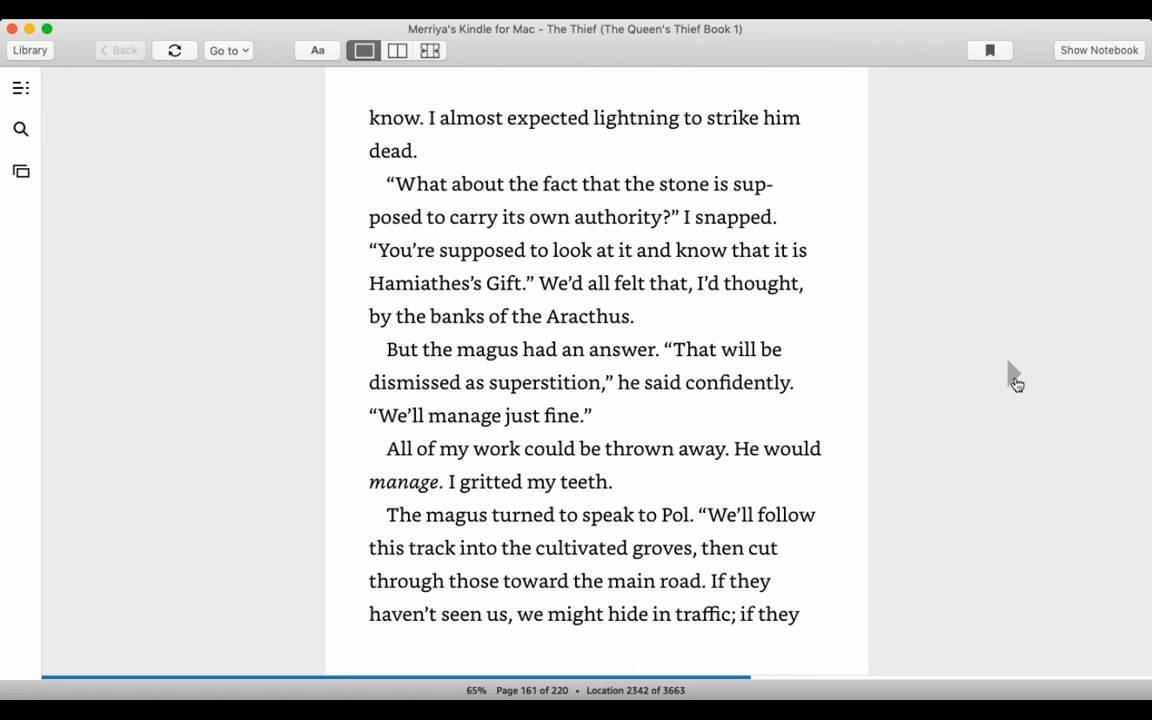 Merriya's Kindle for Mac - The Thief (The Queen's Thief Book 1)
Library
Back
Go to
Aa
Show Notebook
know. I almost expected lightning to strike him
dead.
“What about the fact that the stone is sup-
posed to carry its own authority?” I snapped.
“You’re supposed to look at it and know that it is
Hamiathes’s Gift.” We’d all felt that, I’d thought,
by the banks of the Aracthus.
But the magus had an answer. “That will be
dismissed as superstition,” he said confidently.
“We’ll manage just fine.”
All of my work could be thrown away. He would
manage. I gritted my teeth.
The magus turned to speak to Pol. “We’ll follow
this track into the cultivated groves, then cut
through those toward the main road. If they
haven’t seen us, we might hide in traffic; if they
65% Page 161 of 220 • Location 2342 of 3663